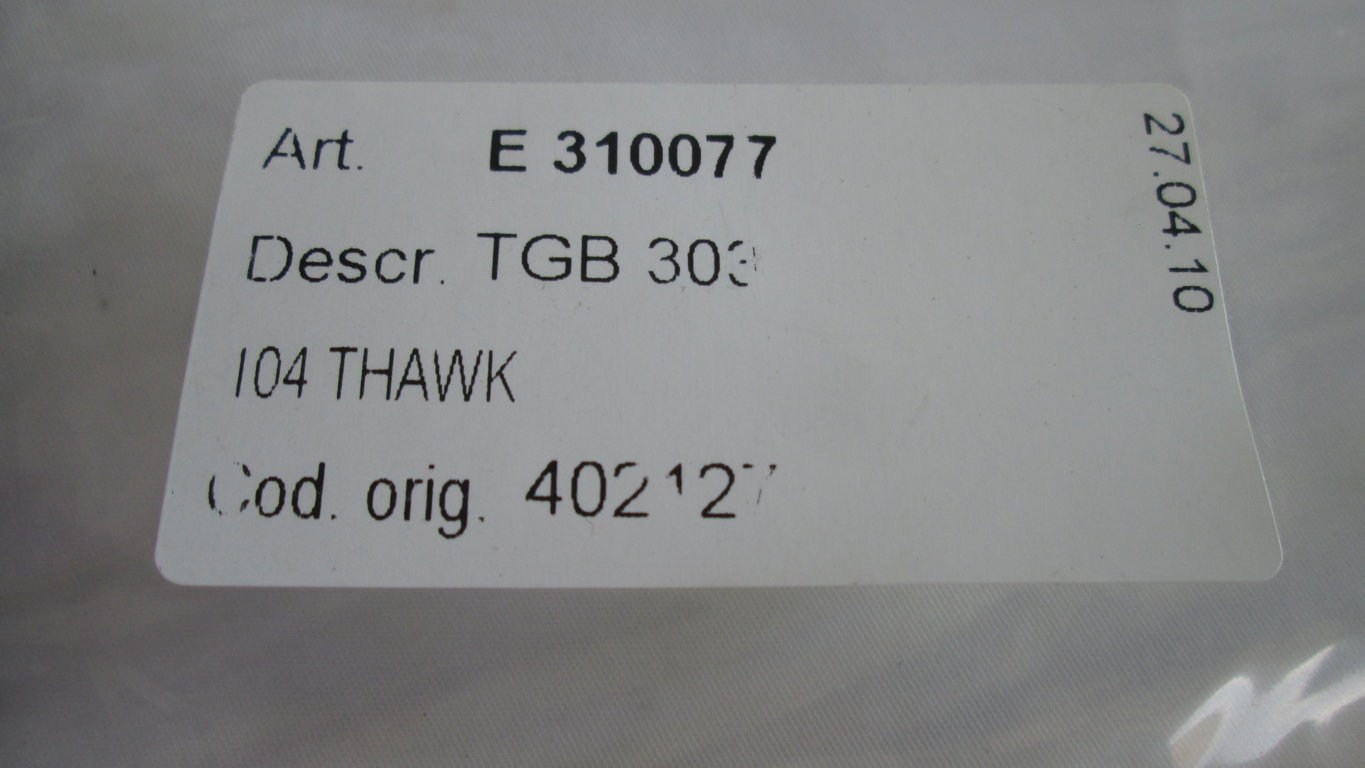 Art. E 310077
Descr. TGB 303
104 THAWK
Cod. orig. 402127
27.04.10